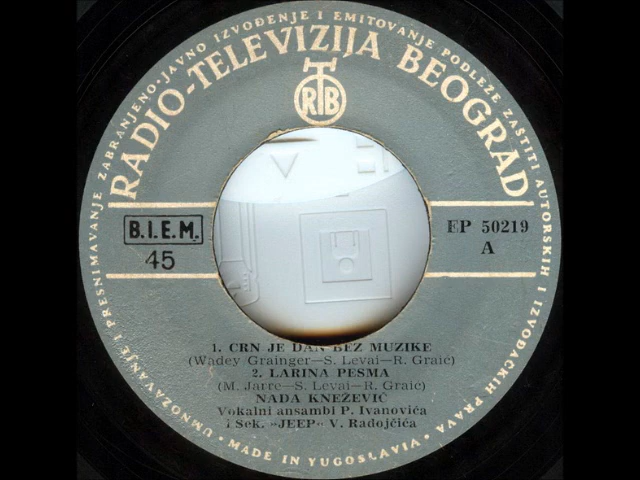 UMNOŽAVANJE I PRESNIMAVANJE ZABRANJENO·JAVNO IZVOĐENJE I EMITOVANJE PODLEŽE ZAŠTITI AUTORSKIH I IZVOĐAČKIH PRAVA
RADIO-TELEVIZIJA BEOGRAD
RTB
B.I.E.M.
45
EP 50219
A
1. CRN JE DAN BEZ MUZIKE
(Wadey Grainger—S. Levai—R. Graić)
2. LARINA PESMA
(M. Jarre—S. Levai—R. Graić)
NADA KNEŽEVIĆ
Vokalni ansambl P. Ivanovića
i Sek. »JEEP« V. Radojčića
MADE IN YUGOSLAVIA